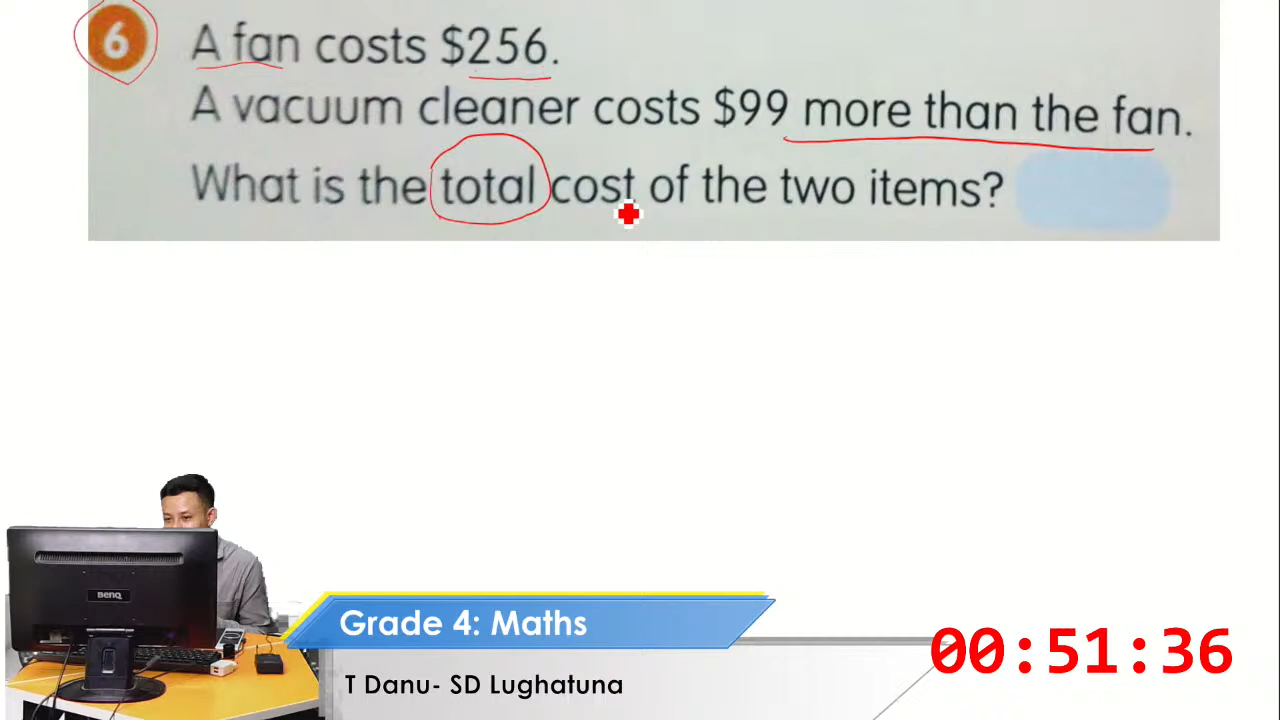 6 A fan costs $256.
A vacuum cleaner costs $99 more than the fan.
What is the total cost of the two items?
BenQ
Grade 4: Maths
T Danu- SD Lughatuna
00:51:36